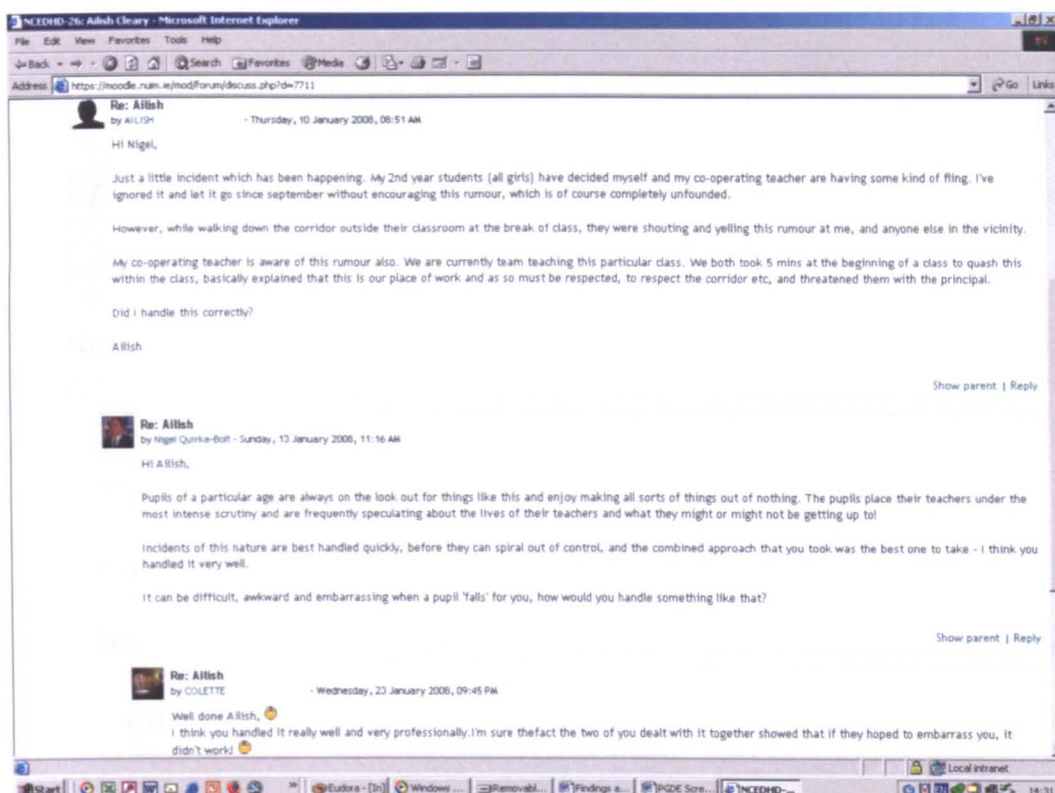 NCEDHD-26: Ailish Cleary - Microsoft Internet Explorer
File Edit View Favorites Tools Help
Back Search Favorites Media
Address https://moodle.nuim.ie/mod/forum/discuss.php?d=7711 Go Links
Re: Ailish
by AILISH - Thursday, 10 January 2008, 08:51 AM
Hi Nigel,
Just a little incident which has been happening. My 2nd year students (all girls) have decided myself and my co-operating teacher are having some kind of fling. I've
ignored it and let it go since september without encouraging this rumour, which is of course completely unfounded.
However, while walking down the corridor outside their classroom at the break of class, they were shouting and yelling this rumour at me, and anyone else in the vicinity.
My co-operating teacher is aware of this rumour also. We are currently team teaching this particular class. We both took 5 mins at the beginning of a class to quash this
within the class, basically explained that this is our place of work and as so must be respected, to respect the corridor etc, and threatened them with the principal.
Did I handle this correctly?
Ailish
Show parent | Reply
Re: Ailish
by Nigel Quirke-Bolt - Sunday, 13 January 2008, 11:16 AM
Hi Ailish,
Pupils of a particular age are always on the look out for things like this and enjoy making all sorts of things out of nothing. The pupils place their teachers under the
most intense scrutiny and are frequently speculating about the lives of their teachers and what they might or might not be getting up to!
Incidents of this nature are best handled quickly, before they can spiral out of control, and the combined approach that you took was the best one to take - I think you
handled it very well.
It can be difficult, awkward and embarrassing when a pupil 'falls' for you, how would you handle something like that?
Show parent | Reply
Re: Ailish
by COLETTE - Wednesday, 23 January 2008, 09:45 PM
Well done Ailish,
I think you handled it really well and very professionally.I'm sure thefact the two of you dealt with it together showed that if they hoped to embarrass you, it
didn't work!
Local intranet
Start Eudora - [In] Windows ... Removabl... Findings a... PGDE Scre... NCEDHD-... 14:31